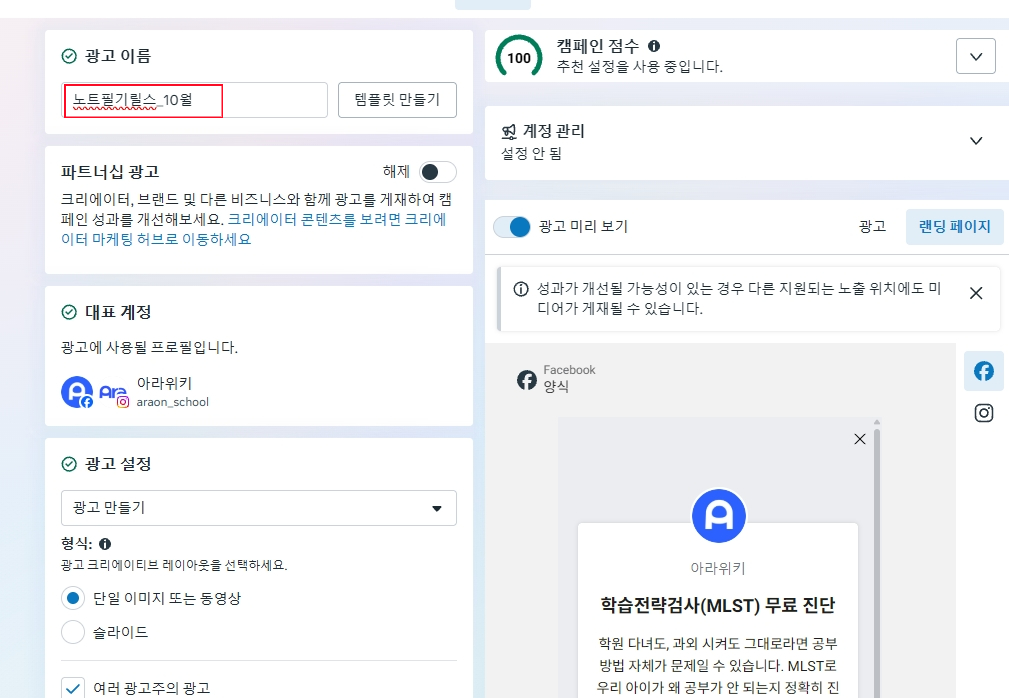 광고 이름
노트필기릴스_10월
템플릿 만들기
파트너십 광고
해제
크리에이터, 브랜드 및 다른 비즈니스와 함께 광고를 게재하여 캠
페인 성과를 개선해보세요. 크리에이터 콘텐츠를 보려면 크리에
이터 마케팅 허브로 이동하세요
대표 계정
광고에 사용될 프로필입니다.
아라위키
araon_school
광고 설정
광고 만들기
형식:
광고 크리에이티브 레이아웃을 선택하세요.
단일 이미지 또는 동영상
슬라이드
여러 광고주의 광고
100
캠페인 점수
추천 설정을 사용 중입니다.
계정 관리
설정 안 됨
광고 미리 보기
광고
랜딩 페이지
성과가 개선될 가능성이 있는 경우 다른 지원되는 노출 위치에도 미
디어가 게재될 수 있습니다.
Facebook
양식
아라위키
학습전략검사(MLST) 무료 진단
학원 다녀도, 과외 시켜도 그대로라면 공부
방법 자체가 문제일 수 있습니다. MLST로
우리 아이가 왜 공부가 안 되는지 정확히 진